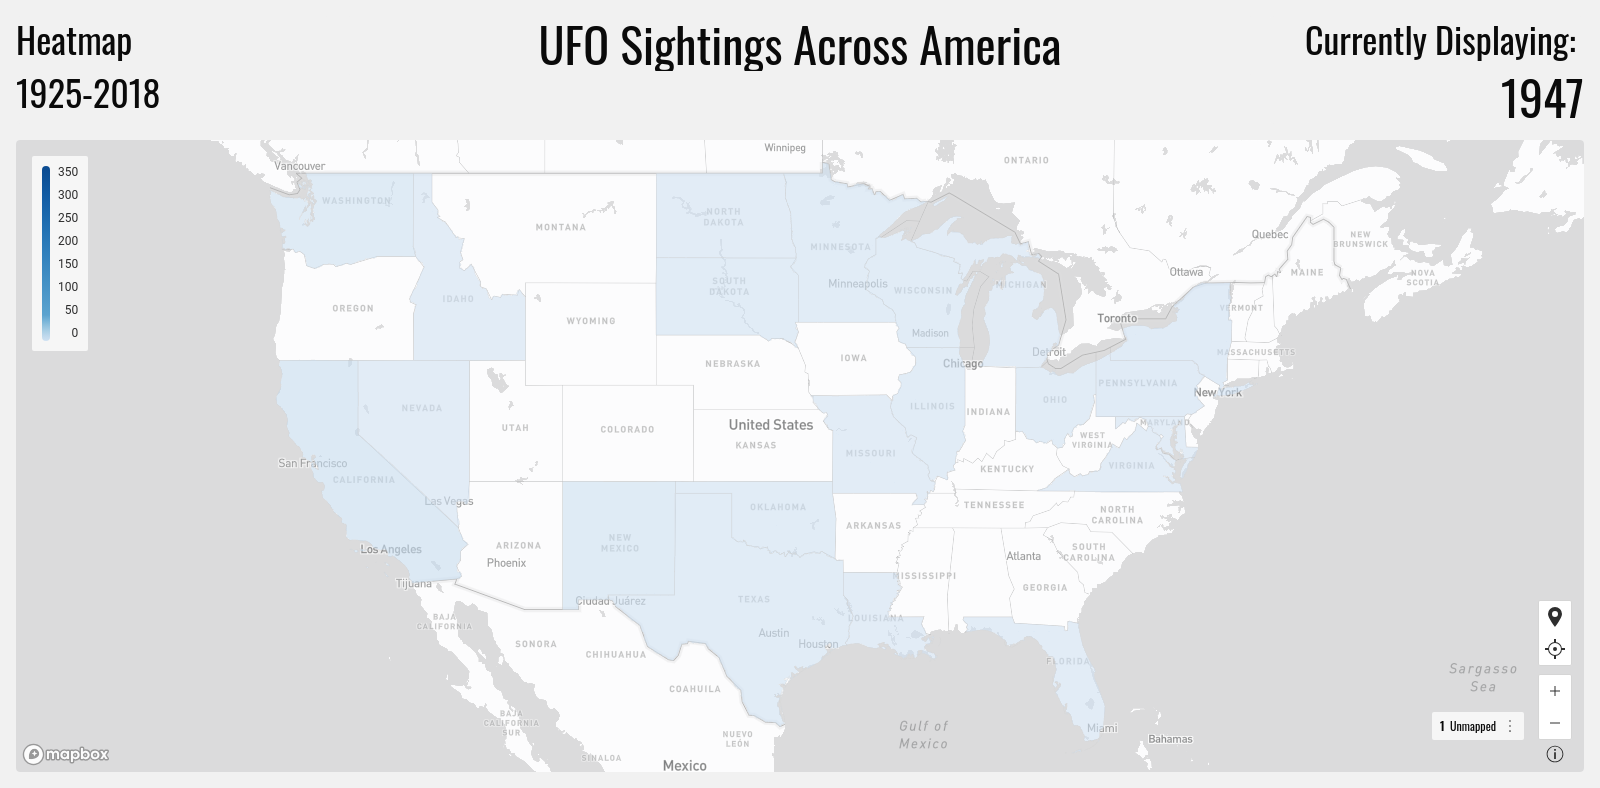 Heatmap
1925-2018
UFO Sightings Across America
Currently Displaying:
1947
350
300
250
200
150
100
50
0
Vancouver
Winnipeg
ONTARIO
WASHINGTON
MONTANA
NORTH
DAKOTA
MINNESOTA
Quebec
NEW
BRUNSWICK
Ottawa
MAINE
NOVA
SCOTIA
OREGON
IDAHO
SOUTH
DAKOTA
Minneapolis
WISCONSIN
MICHIGAN
VERMONT
WYOMING
Toronto
Madison
Detroit
MASSACHUSETTS
NEBRASKA
IOWA
Chicago
PENNSYLVANIA
New York
NEVADA
UTAH
COLORADO
United States
KANSAS
ILLINOIS
INDIANA
OHIO
MARYLAND
WEST
VIRGINIA
San Francisco
CALIFORNIA
MISSOURI
KENTUCKY
VIRGINIA
Las Vegas
OKLAHOMA
TENNESSEE
NORTH
CAROLINA
Los Angeles
ARIZONA
Phoenix
NEW
MEXICO
ARKANSAS
Atlanta
SOUTH
CAROLINA
Tijuana
Ciudad Juárez
TEXAS
MISSISSIPPI
GEORGIA
BAJA
CALIFORNIA
SONORA
CHIHUAHUA
Austin
Houston
LOUISIANA
COAHUILA
FLORIDA
Sargasso
Sea
BAJA
CALIFORNIA
SUR
NUEVO
LEÓN
Gulf of
Mexico
Miami
Bahamas
1 Unmapped
SINALOA
Mexico
mapbox